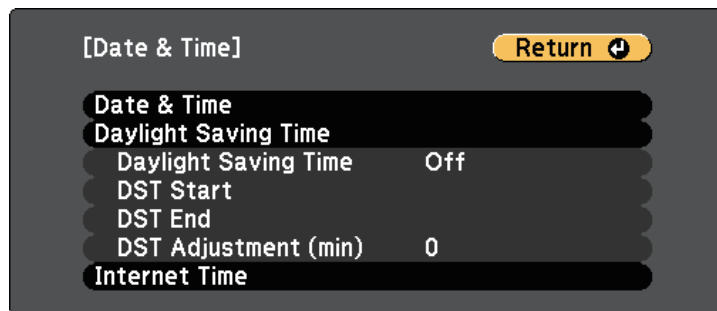 [Date & Time] Return
Date & Time
Daylight Saving Time
Daylight Saving Time Off
DST Start
DST End
DST Adjustment (min) 0
Internet Time